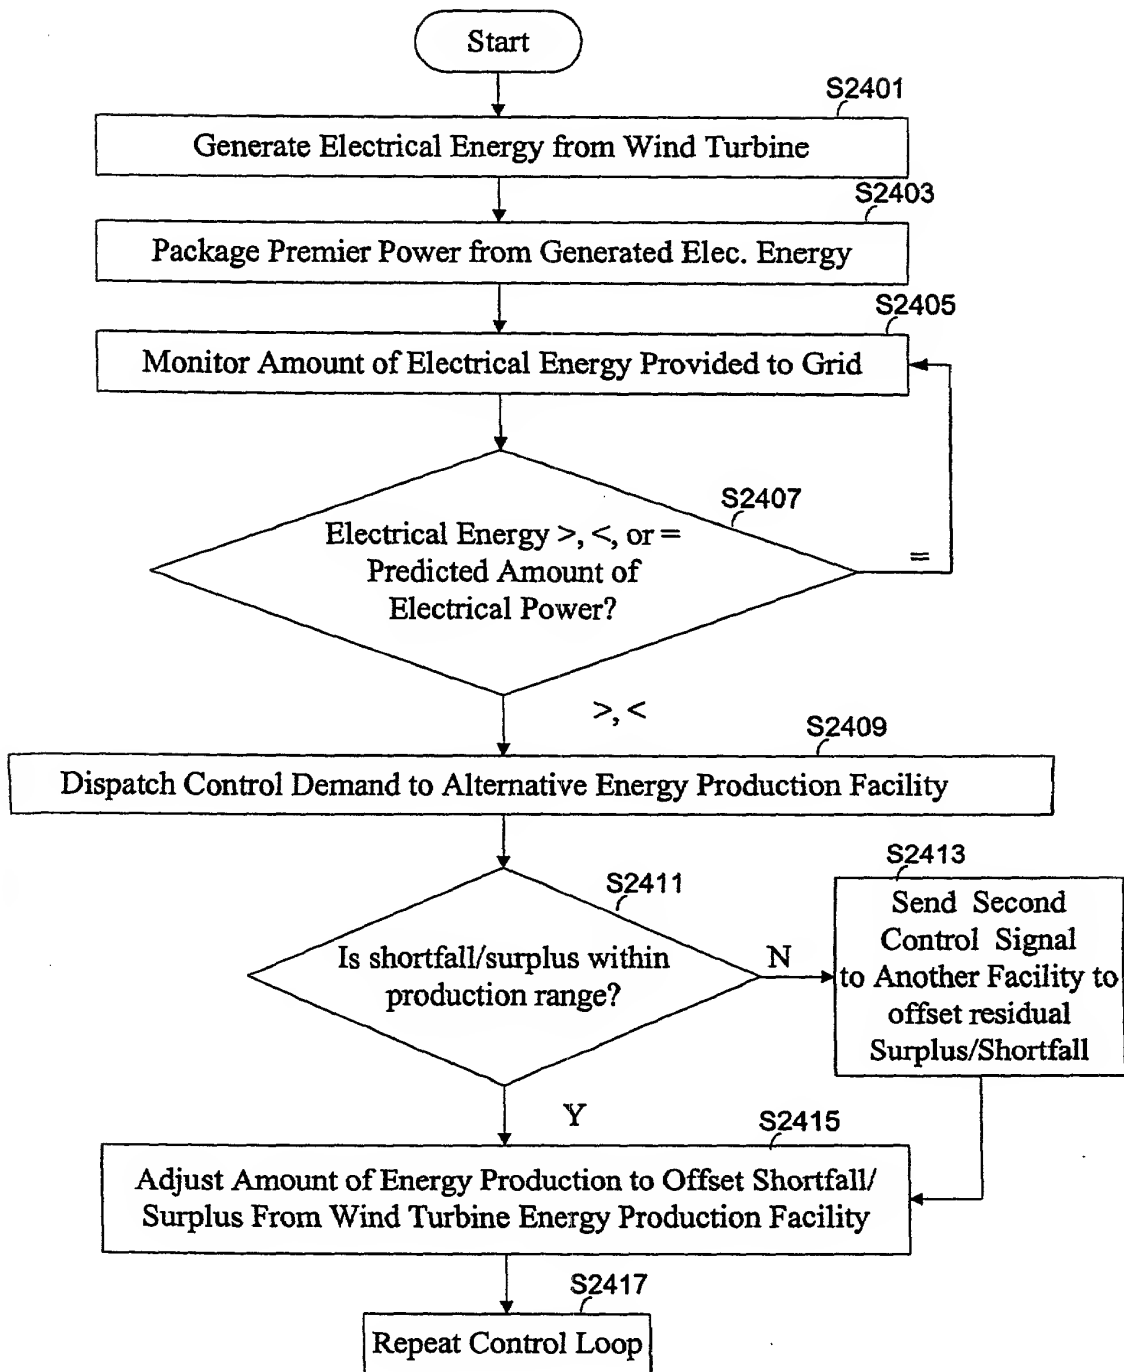 Start
S2401
Generate Electrical Energy from Wind Turbine
S2403
Package Premier Power from Generated Elec. Energy
S2405
Monitor Amount of Electrical Energy Provided to Grid
S2407
Electrical Energy >, <, or =
Predicted Amount of
Electrical Power?
=
>, <
S2409
Dispatch Control Demand to Alternative Energy Production Facility
S2411
Is shortfall/surplus within
production range?
N
S2413
Send Second
Control Signal
to Another Facility to
offset residual
Surplus/Shortfall
Y
S2415
Adjust Amount of Energy Production to Offset Shortfall/
Surplus From Wind Turbine Energy Production Facility
S2417
Repeat Control Loop